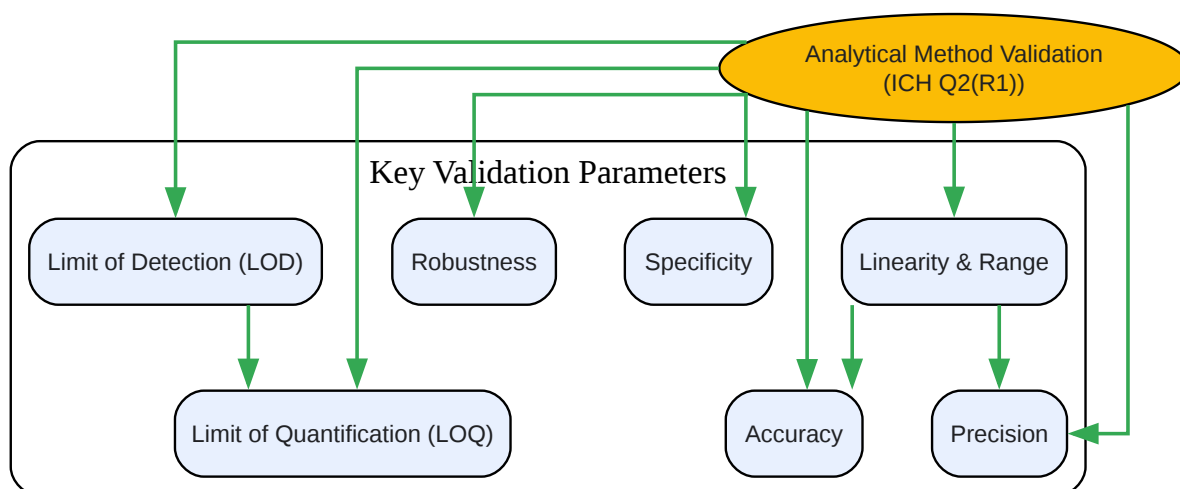 Analytical Method Validation
(ICH Q2(R1))
Key Validation Parameters
Limit of Detection (LOD)
Robustness
Specificity
Linearity & Range
Limit of Quantification (LOQ)
Accuracy
Precision